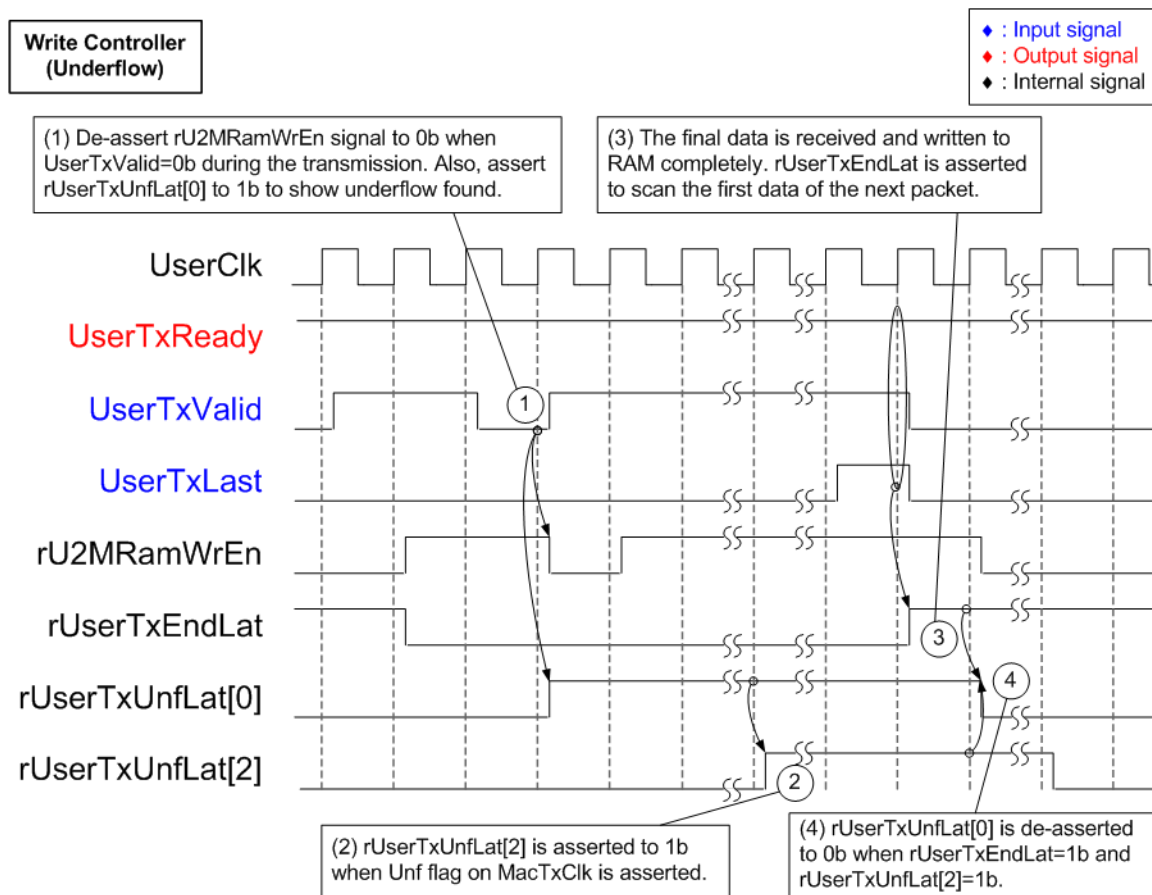 Write Controller
(Underflow)
♦ : Input signal
♦ : Output signal
♦ : Internal signal
(1) De-assert rU2MRamWrEn signal to 0b when
UserTxValid=0b during the transmission. Also, assert
rUserTxUnfLat[0] to 1b to show underflow found.
(3) The final data is received and written to
RAM completely. rUserTxEndLat is asserted
to scan the first data of the next packet.
UserClk
UserTxReady
UserTxValid
1
UserTxLast
rU2MRamWrEn
rUserTxEndLat
3
rUserTxUnfLat[0]
4
rUserTxUnfLat[2]
2
(2) rUserTxUnfLat[2] is asserted to 1b
when Unf flag on MacTxClk is asserted.
(4) rUserTxUnfLat[0] is de-asserted
to 0b when rUserTxEndLat=1b and
rUserTxUnfLat[2]=1b.